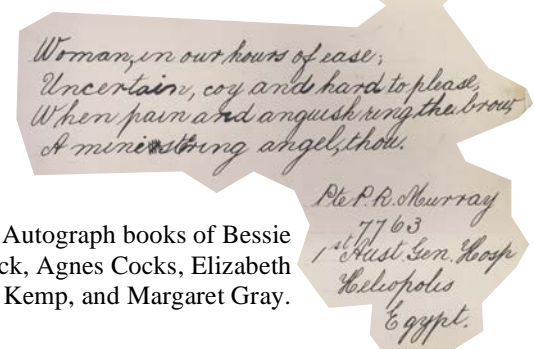 Woman, in our hours of ease,
Uncertain, coy and hard to please,
When pain and anguish ring the brow,
A ministering angel, thou.
Pte P. R. Murray
7763
1st Aust. Gen. Hosp
Heliopolis
Egypt.
Autograph books of Bessie
ck, Agnes Cocks, Elizabeth
Kemp, and Margaret Gray.